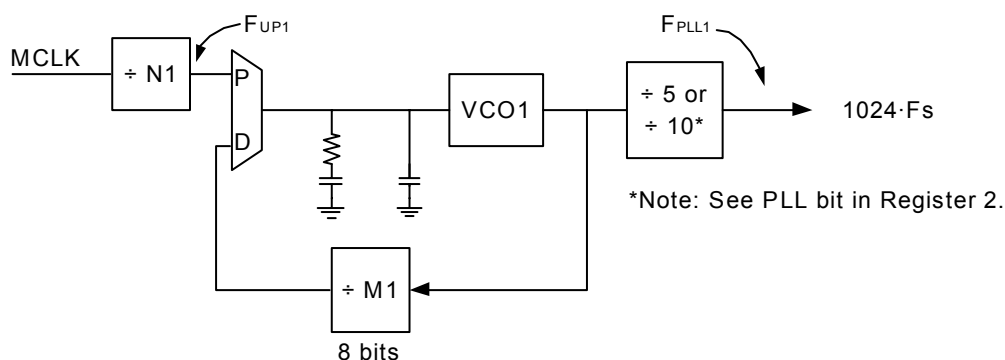 FUP1
FPLL1
MCLK
÷ N1
P
D
VCO1
÷ 5 or
÷ 10*
1024·Fs
*Note: See PLL bit in Register 2.
÷ M1
8 bits